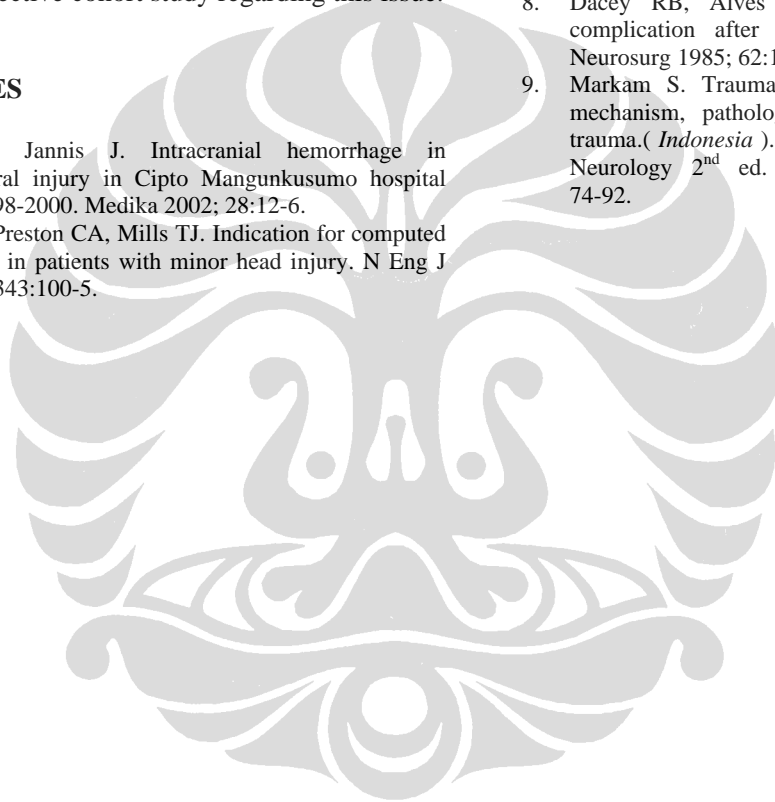 ective cohort study regarding this issue.
ES
Jannis J. Intracranial hemorrhage in
ral injury in Cipto Mangunkusumo hospital
98-2000. Medika 2002; 28:12-6.
Preston CA, Mills TJ. Indication for computed
in patients with minor head injury. N Eng J
343:100-5.
8. Dacey RB, Alves
complication after
Neurosurg 1985; 62:1
9. Markam S. Trauma
mechanism, patholo
trauma.( Indonesia ).
Neurology 2nd ed.
74-92.